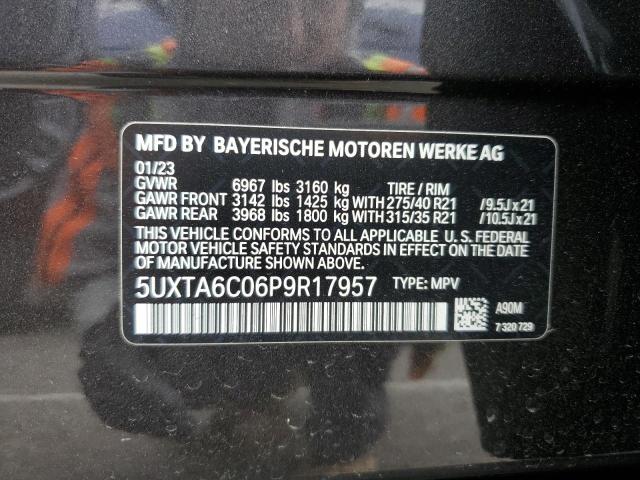 MFD BY BAYERISCHE MOTOREN WERKE AG
01/23
GVWR 6967 lbs 3160 kg TIRE / RIM
GAWR FRONT 3142 lbs 1425 kg WITH 275/40 R21 /9.5J x 21
GAWR REAR 3968 lbs 1800 kg WITH 315/35 R21 /10.5J x 21
THIS VEHICLE CONFORMS TO ALL APPLICABLE U.S. FEDERAL
MOTOR VEHICLE SAFETY STANDARDS IN EFFECT ON THE DATE
OF MANUFACTURE SHOWN ABOVE.
5UXTA6C06P9R17957 TYPE: MPV
A90M
7 320 729